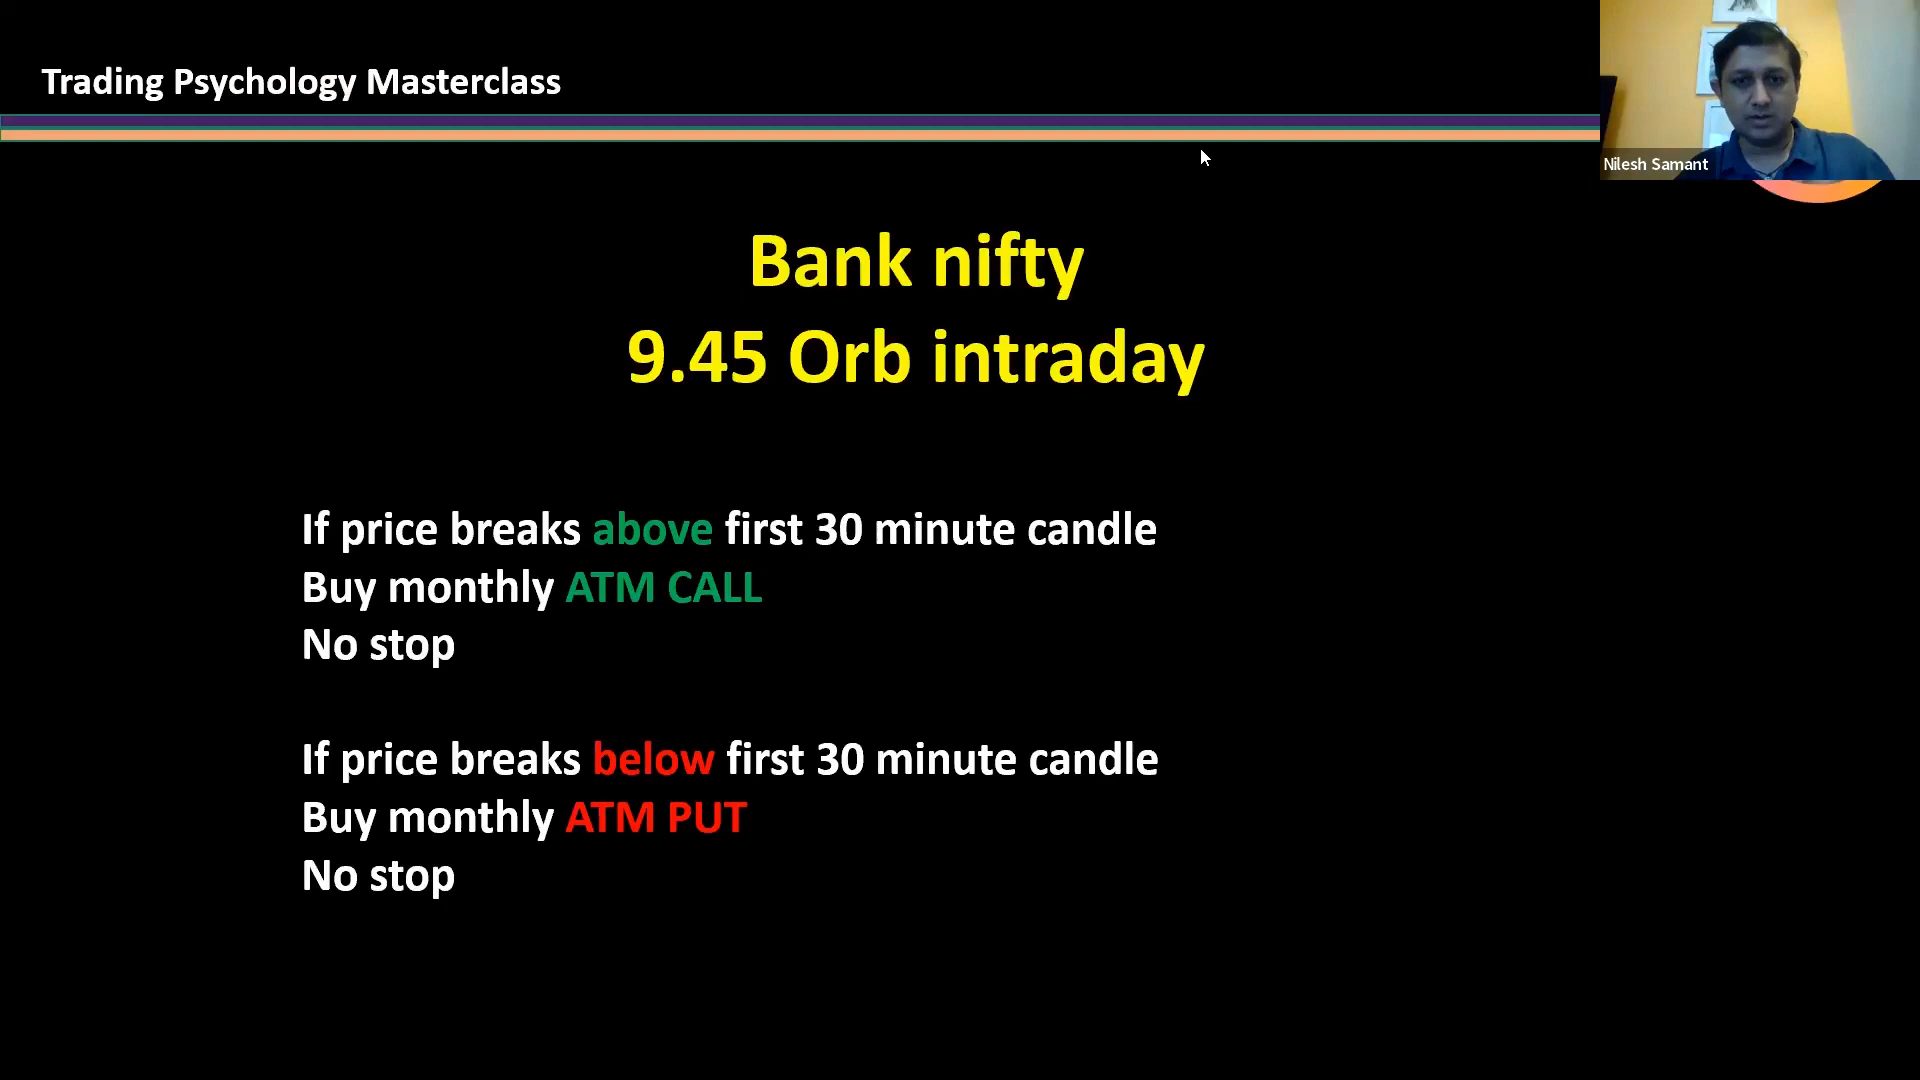 Trading Psychology Masterclass
Nilesh Samant
Bank nifty
9.45 Orb intraday
If price breaks above first 30 minute candle
Buy monthly ATM CALL
No stop
If price breaks below first 30 minute candle
Buy monthly ATM PUT
No stop